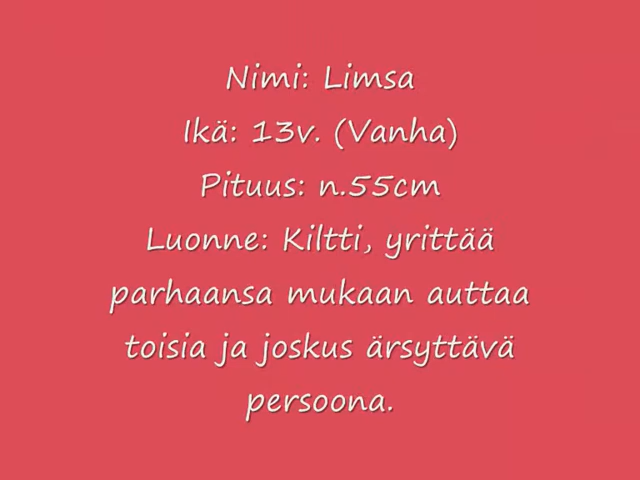 Nimi: Limsa
Ikä: 13v. (Vanha)
Pituus: n.55cm
Luonne: Kiltti, yrittää
parhaansa mukaan auttaa
toisia ja joskus ärsyttävä
persoona.